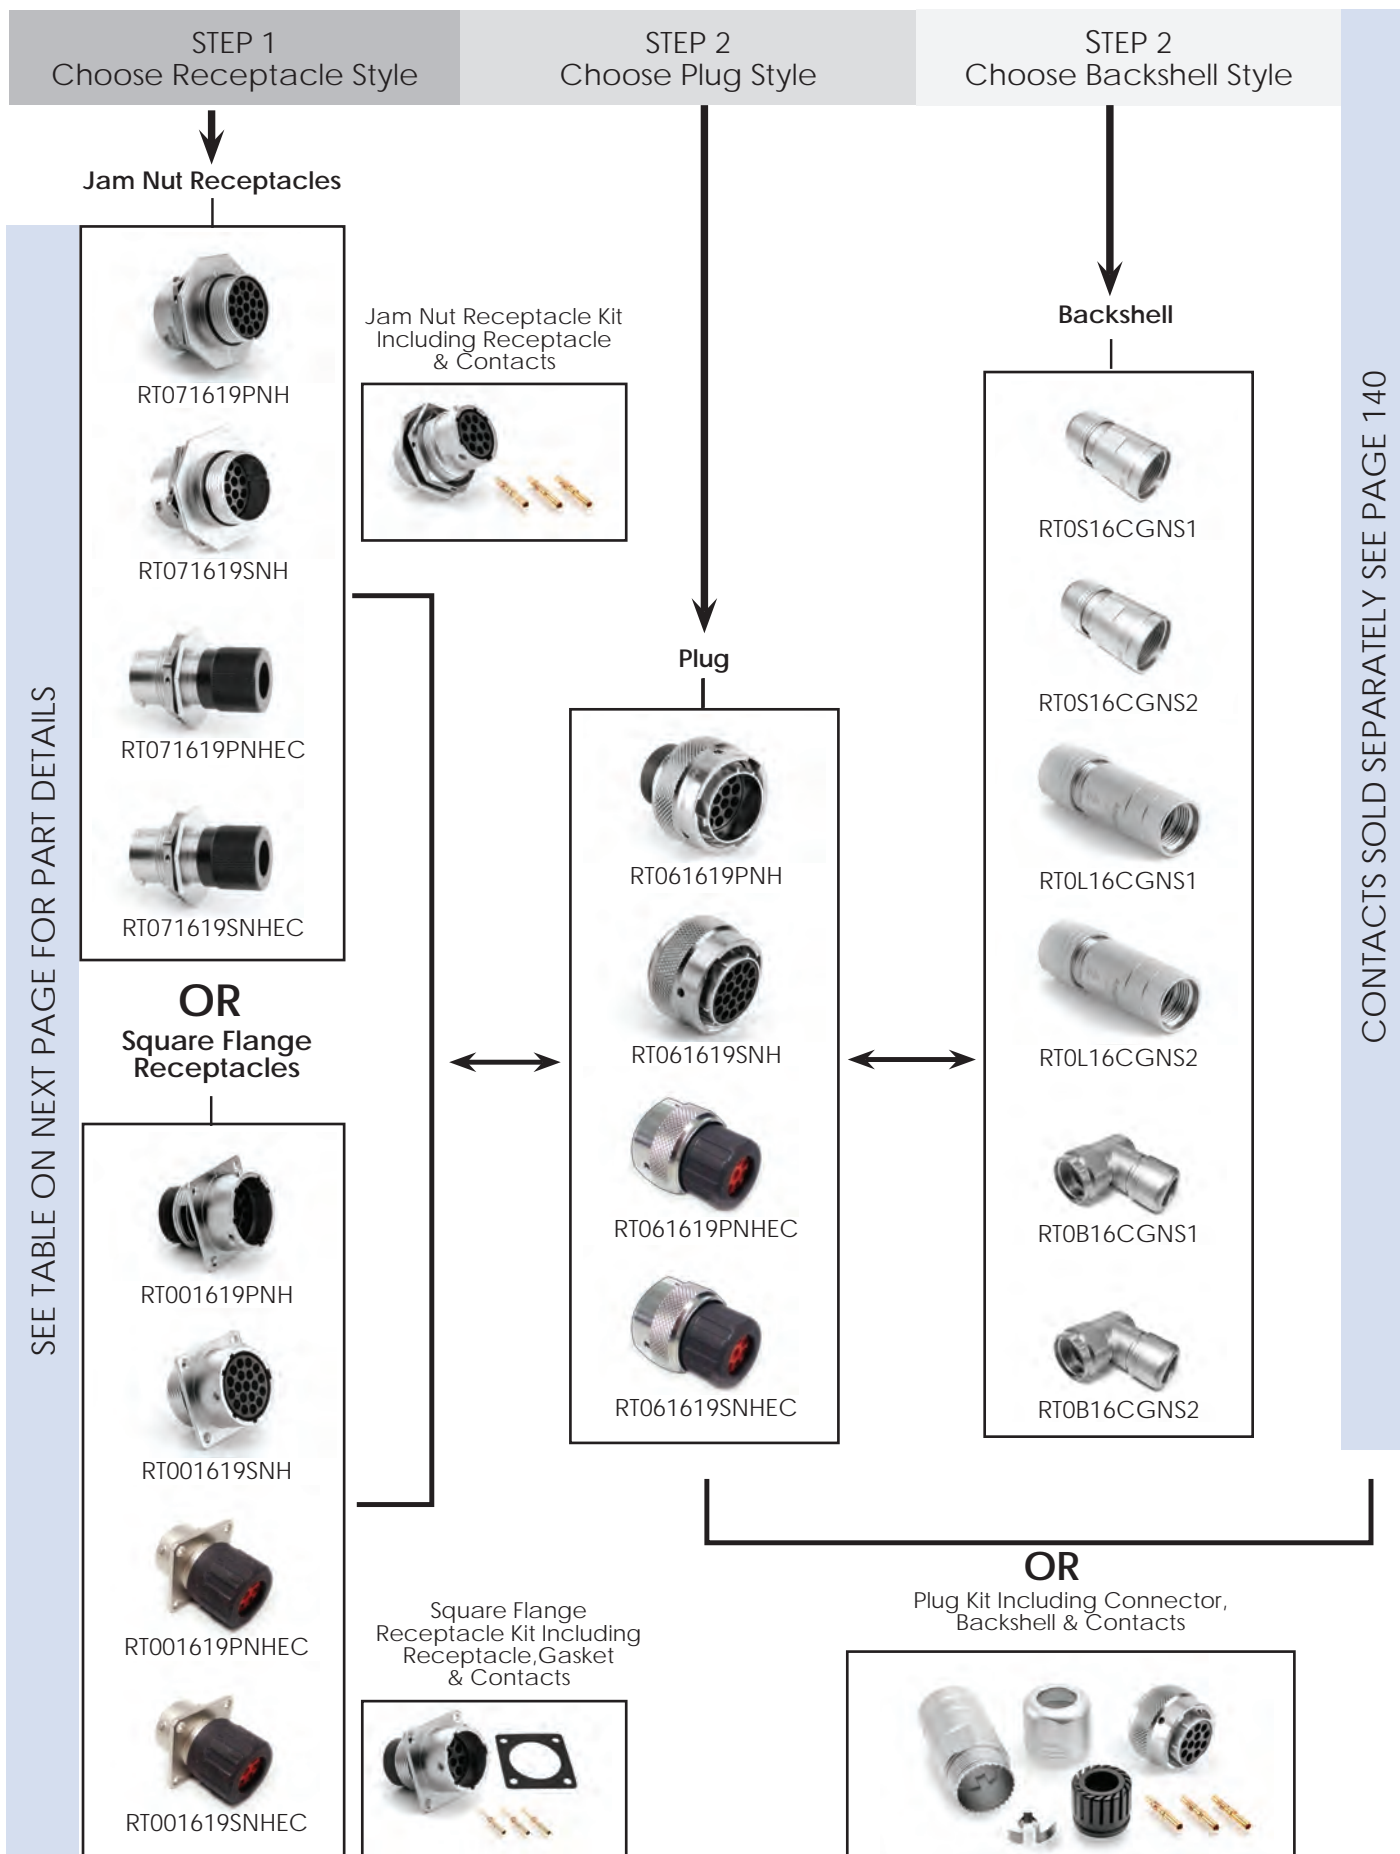 STEP 1
Choose Receptacle Style
STEP 2
Choose Plug Style
STEP 2
Choose Backshell Style
SEE TABLE ON NEXT PAGE FOR PART DETAILS
Jam Nut Receptacles
RT071619PNH
RT071619SNH
RT071619PNHEC
RT071619SNHEC
Jam Nut Receptacle Kit
Including Receptacle
& Contacts
OR
Square Flange
Receptacles
RT001619PNH
RT001619SNH
RT001619PNHEC
RT001619SNHEC
Square Flange
Receptacle Kit Including
Receptacle,Gasket
& Contacts
Plug
RT061619PNH
RT061619SNH
RT061619PNHEC
RT061619SNHEC
Backshell
RT0S16CGNS1
RT0S16CGNS2
RT0L16CGNS1
RT0L16CGNS2
RT0B16CGNS1
RT0B16CGNS2
OR
Plug Kit Including Connector,
Backshell & Contacts
CONTACTS SOLD SEPARATELY SEE PAGE 140